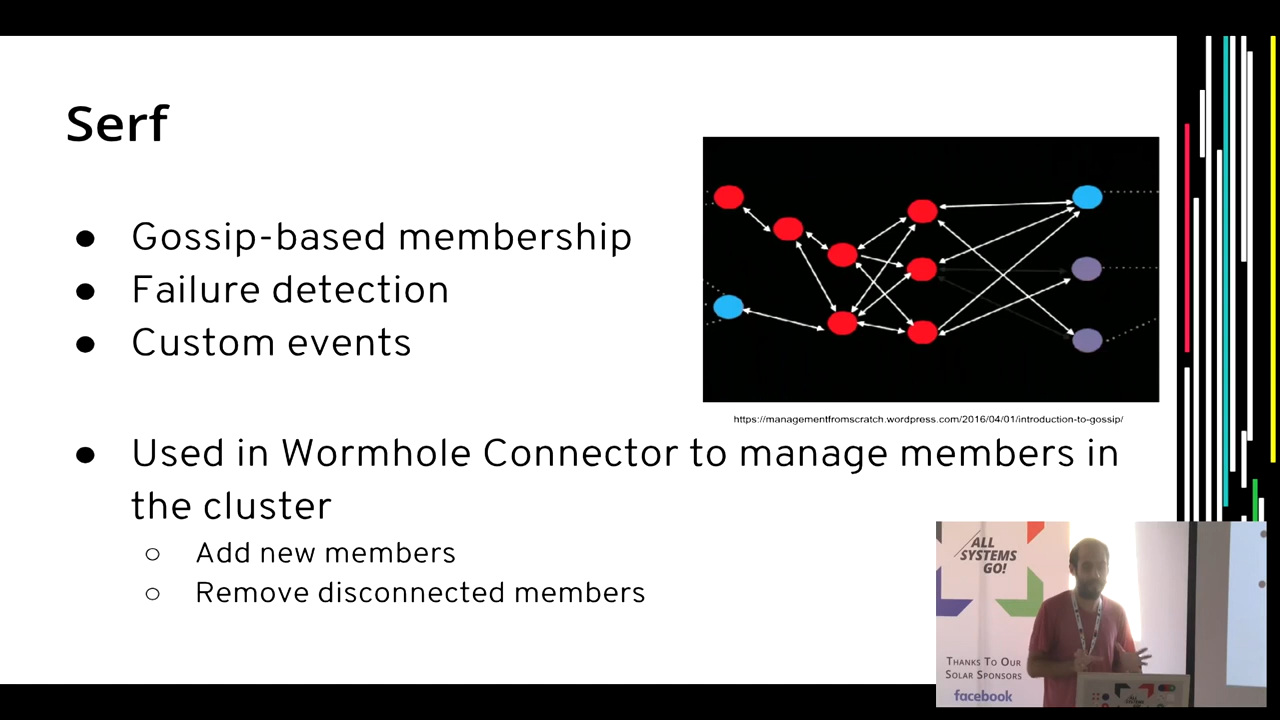 Serf
● Gossip-based membership
● Failure detection
● Custom events
https://managementfromscratch.wordpress.com/2016/04/01/introduction-to-gossip/
● Used in Wormhole Connector to manage members in
the cluster
○ Add new members
○ Remove disconnected members
ALL
SYSTEMS
GO!
THANKS TO OUR
SOLAR SPONSORS
facebook